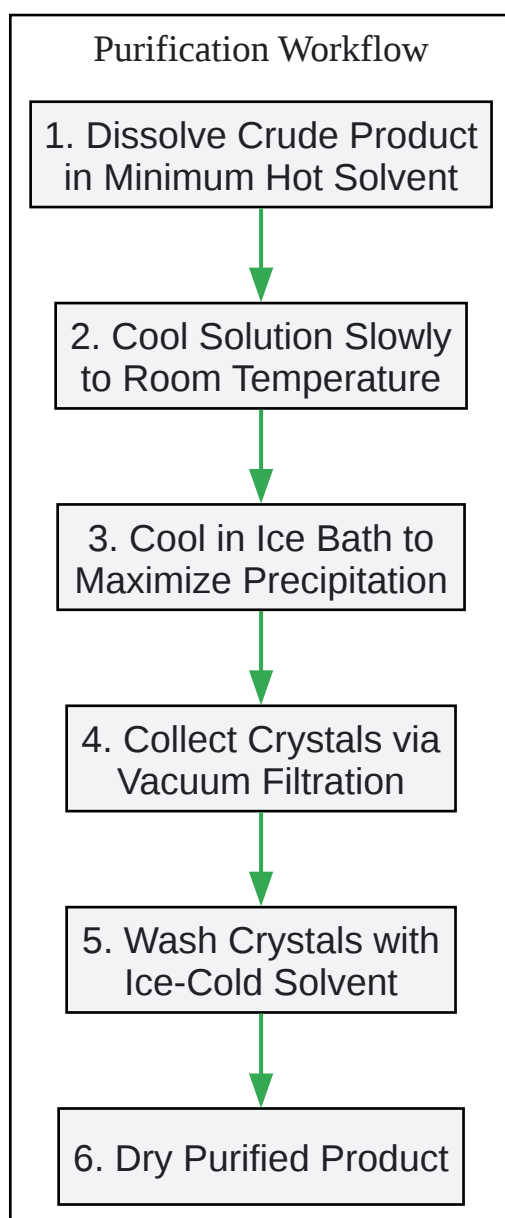 Purification Workflow
1. Dissolve Crude Product
in Minimum Hot Solvent
2. Cool Solution Slowly
to Room Temperature
3. Cool in Ice Bath to
Maximize Precipitation
4. Collect Crystals via
Vacuum Filtration
5. Wash Crystals with
Ice-Cold Solvent
6. Dry Purified Product